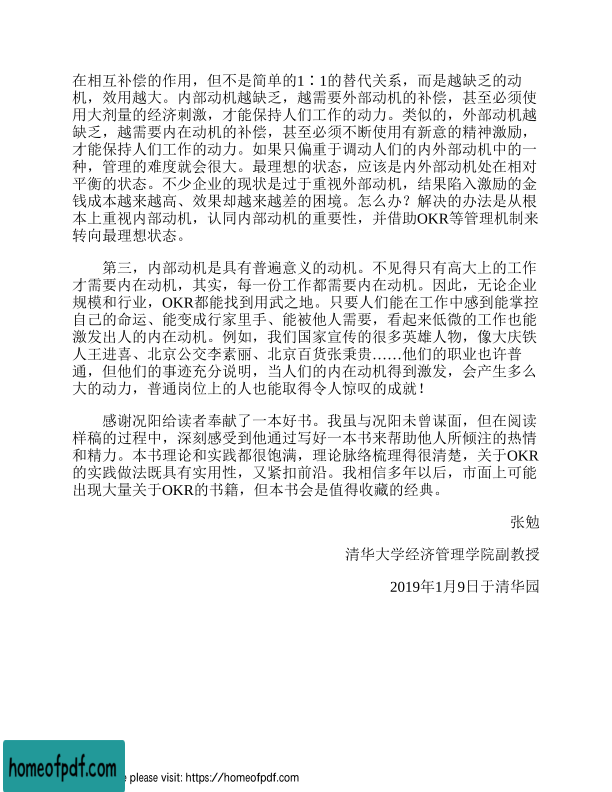 在相互补偿的作用，但不是简单的1∶1的替代关系，而是越缺乏的动
机，效用越大。内部动机越缺乏，越需要外部动机的补偿，甚至必须使
用大剂量的经济刺激，才能保持人们工作的动力。类似的，外部动机越
缺乏，越需要内在动机的补偿，甚至必须不断使用有新意的精神激励，
才能保持人们工作的动力。如果只偏重于调动人们的内外部动机中的一
种，管理的难度就会很大。最理想的状态，应该是内外部动机处在相对
平衡的状态。不少企业的现状是过于重视外部动机，结果陷入激励的金
钱成本越来越高、效果却越来越差的困境。怎么办？解决的办法是从根
本上重视内部动机，认同内部动机的重要性，并借助OKR等管理机制来
转向最理想状态。
第三，内部动机是具有普遍意义的动机。不见得只有高大上的工作
才需要内在动机，其实，每一份工作都需要内在动机。因此，无论企业
规模和行业，OKR都能找到用武之地。只要人们能在工作中感到能掌控
自己的命运、能变成行家里手、能被他人需要，看起来低微的工作也能
激发出人的内在动机。例如，我们国家宣传的很多英雄人物，像大庆铁
人王进喜、北京公交李素丽、北京百货张秉贵……他们的职业也许普
通，但他们的事迹充分说明，当人们的内在动机得到激发，会产生多么
大的动力，普通岗位上的人也能取得令人惊叹的成就！
感谢况阳给读者奉献了一本好书。我虽与况阳未曾谋面，但在阅读
样稿的过程中，深刻感受到他通过写好一本书来帮助他人所倾注的热情
和精力。本书理论和实践都很饱满，理论脉络梳理得很清楚，关于OKR
的实践做法既具有实用性，又紧扣前沿。我相信多年以后，市面上可能
出现大量关于OKR的书籍，但本书会是值得收藏的经典。
张勉
清华大学经济管理学院副教授
2019年1月9日于清华园
homeofpdf.com
e please visit: https://homeofpdf.com